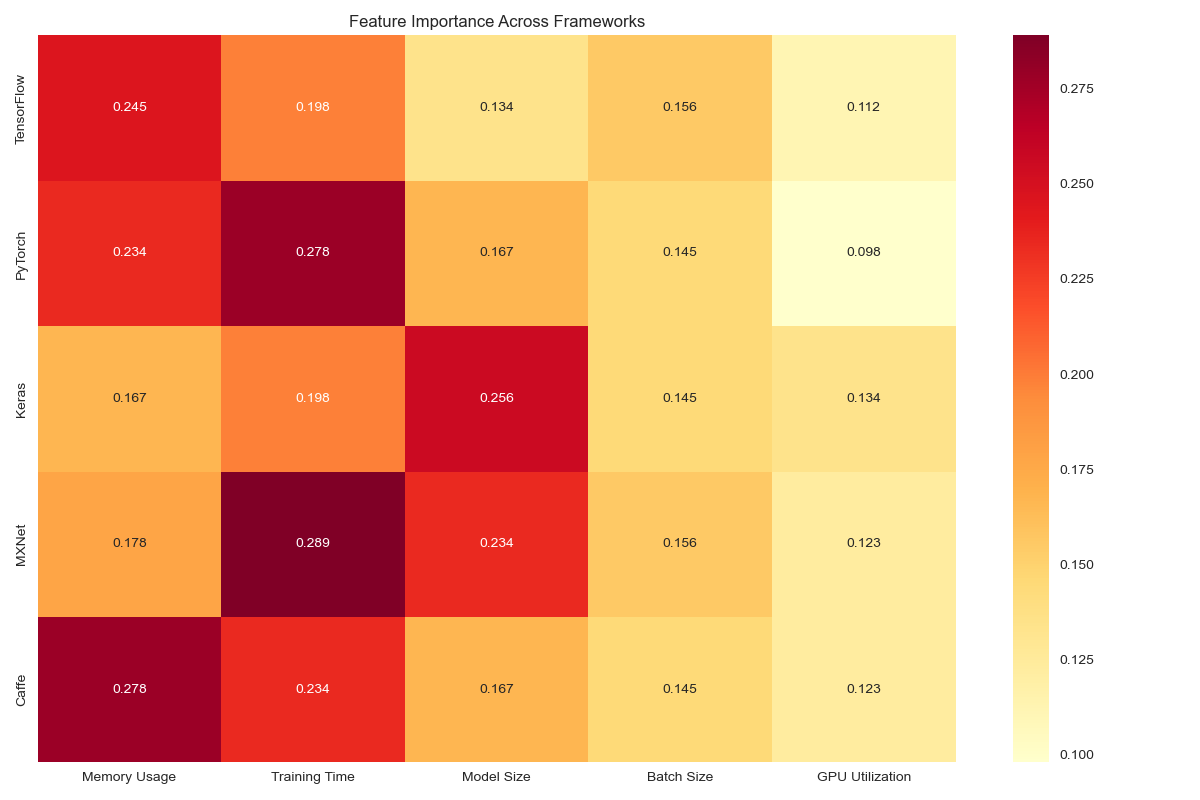 Feature Importance Across Frameworks
TensorFlow 0.245 0.198 0.134 0.156 0.112
PyTorch 0.234 0.278 0.167 0.145 0.098
Keras 0.167 0.198 0.256 0.145 0.134
MXNet 0.178 0.289 0.234 0.156 0.123
Caffe 0.278 0.234 0.167 0.145 0.123
Memory Usage Training Time Model Size Batch Size GPU Utilization
0.275
0.250
0.225
0.200
0.175
0.150
0.125
0.100